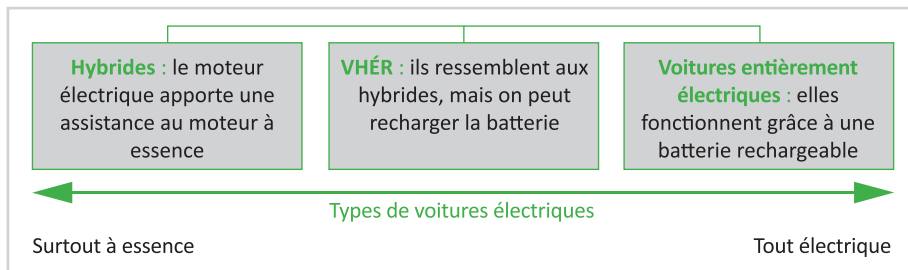 Hybrides : le moteur
électrique apporte une
assistance au moteur à
essence
VHÉR : ils ressemblent aux
hybrides, mais on peut
recharger la batterie
Voitures entièrement
électriques : elles
fonctionnent grâce à une
batterie rechargeable
Types de voitures électriques
Surtout à essence
Tout électrique